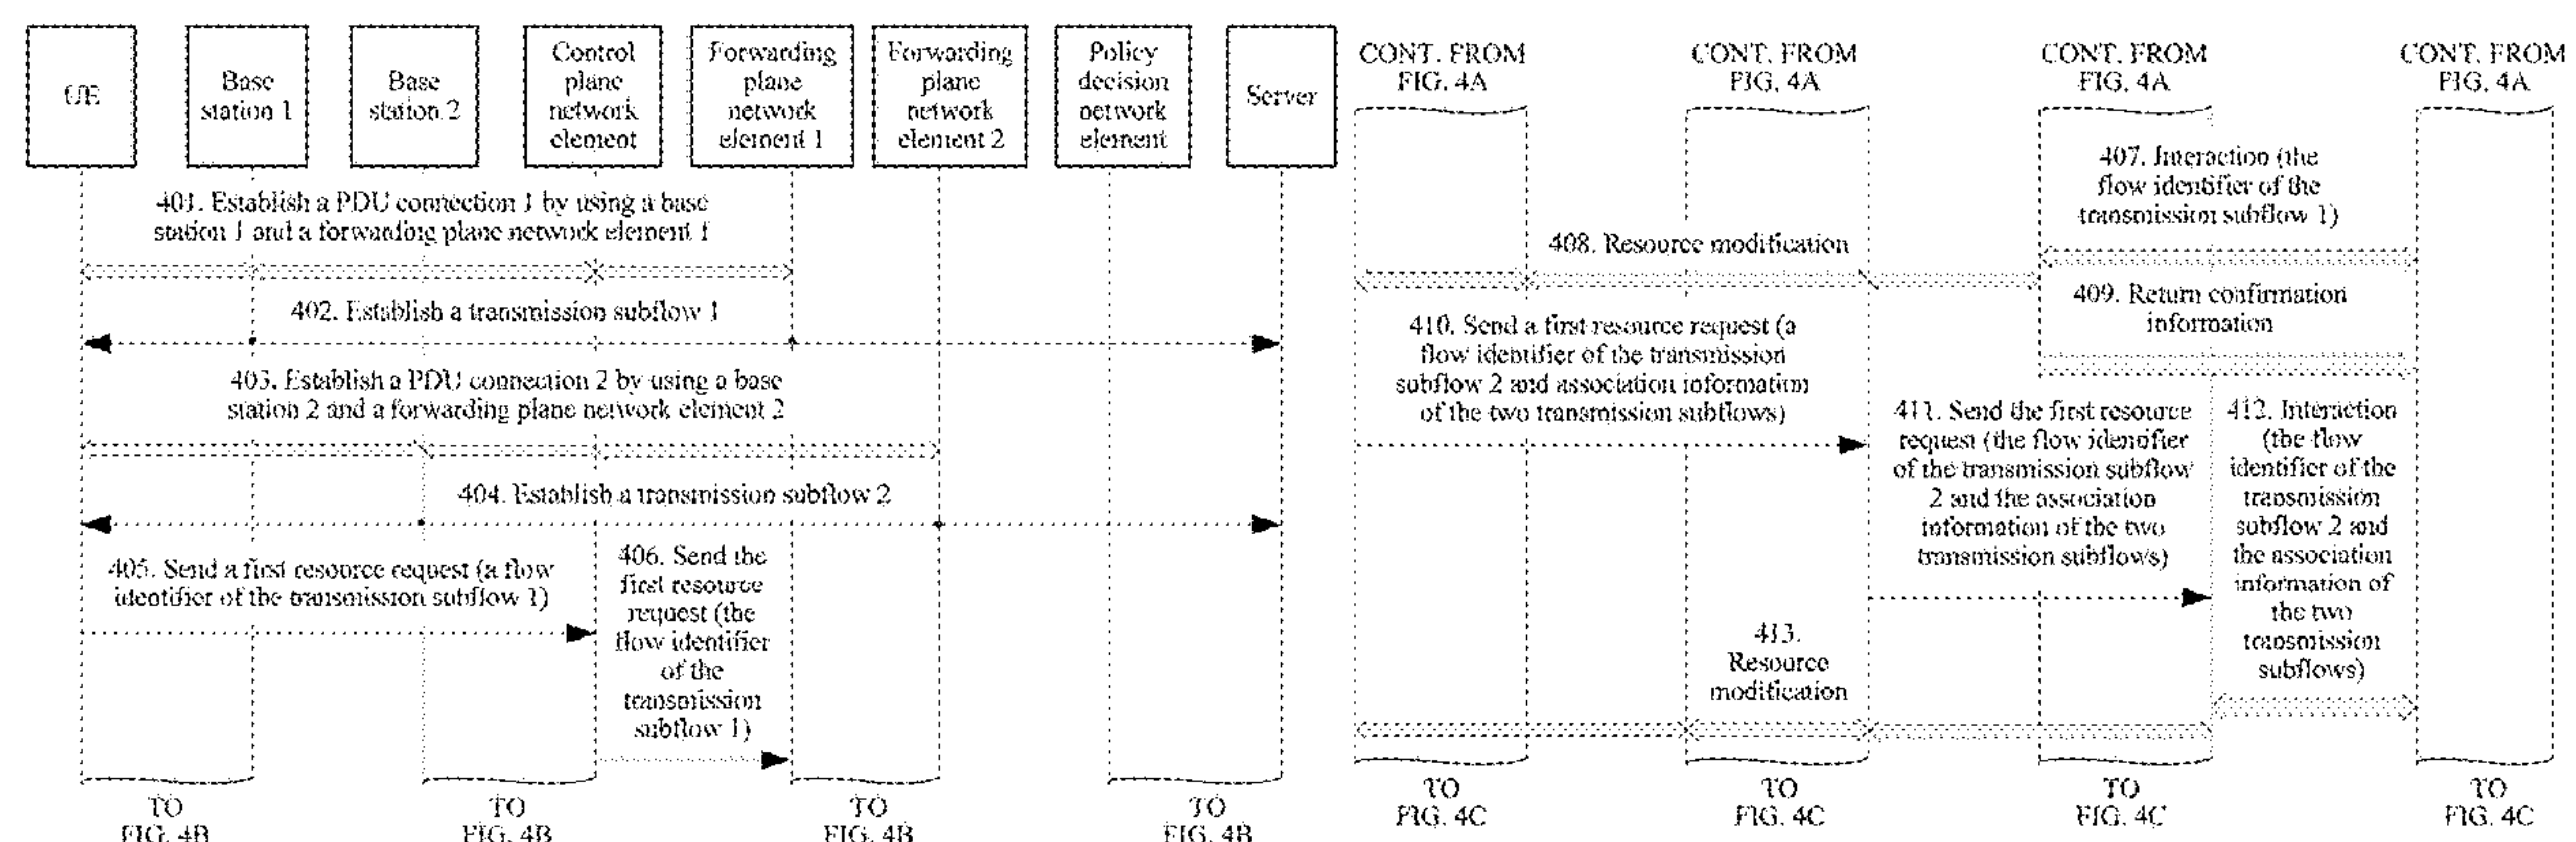 UE
Base
station 1
Base
station 2
Control
plane
network
element
Forwarding
plane
network
element 1
Forwarding
plane
network
element 2
Policy
decision
network
element
Server
401. Establish a PDU connection 1 by using a base
station 1 and a forwarding plane network element 1
402. Establish a transmission subflow 1
403. Establish a PDU connection 2 by using a base
station 2 and a forwarding plane network element 2
404. Establish a transmission subflow 2
405. Send a first resource request (a flow
identifier of the transmission subflow 1)
406. Send the
first resource
request (the
flow identifier
of the
transmission
subflow 1)
TO
FIG. 4B
TO
FIG. 4B
TO
FIG. 4B
TO
FIG. 4B
CONT. FROM
FIG. 4A
CONT. FROM
FIG. 4A
CONT. FROM
FIG. 4A
CONT. FROM
FIG. 4A
407. Interaction (the
flow identifier of the
transmission subflow 1)
408. Resource modification
409. Return confirmation
information
410. Send a first resource request (a
flow identifier of the transmission
subflow 2 and association information
of the two transmission subflows)
411. Send the first resource
request (the flow identifier
of the transmission subflow
2 and the association
information of the two
transmission subflows)
412. Interaction
(the flow
identifier of the
transmission
subflow 2 and
the association
information of
the two
transmission
subflows)
413.
Resource
modification
TO
FIG. 4C
TO
FIG. 4C
TO
FIG. 4C
TO
FIG. 4C